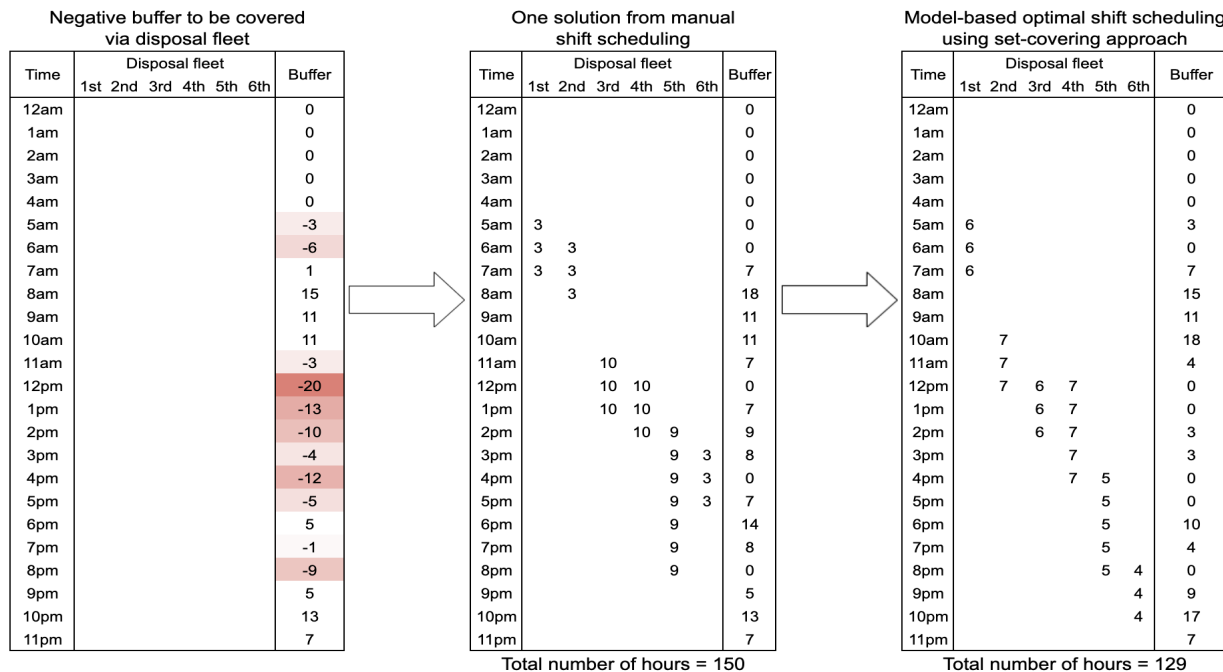 Negative buffer to be covered
via disposal fleet
Time Disposal fleet Buffer
1st 2nd 3rd 4th 5th 6th
12am 0
1am 0
2am 0
3am 0
4am 0
5am -3
6am -6
7am 1
8am 15
9am 11
10am 11
11am -3
12pm -20
1pm -13
2pm -10
3pm -4
4pm -12
5pm -5
6pm 5
7pm -1
8pm -9
9pm 5
10pm 13
11pm 7
One solution from manual
shift scheduling
Time Disposal fleet Buffer
1st 2nd 3rd 4th 5th 6th
12am 0
1am 0
2am 0
3am 0
4am 0
5am 3 0
6am 3 3 0
7am 3 3 7
8am 3 18
9am 11
10am 11
11am 10 7
12pm 10 10 0
1pm 10 10 7
2pm 10 9 9
3pm 9 3 8
4pm 9 3 0
5pm 9 3 7
6pm 9 14
7pm 9 8
8pm 9 0
9pm 5
10pm 13
11pm 7
Total number of hours = 150
Model-based optimal shift scheduling
using set-covering approach
Time Disposal fleet Buffer
1st 2nd 3rd 4th 5th 6th
12am 0
1am 0
2am 0
3am 0
4am 0
5am 6 3
6am 6 0
7am 6 7
8am 15
9am 11
10am 7 18
11am 7 4
12pm 7 6 7 0
1pm 6 7 0
2pm 6 7 3
3pm 7 3
4pm 7 5 0
5pm 5 0
6pm 5 10
7pm 5 4
8pm 5 4 0
9pm 4 9
10pm 4 17
11pm 7
Total number of hours = 129